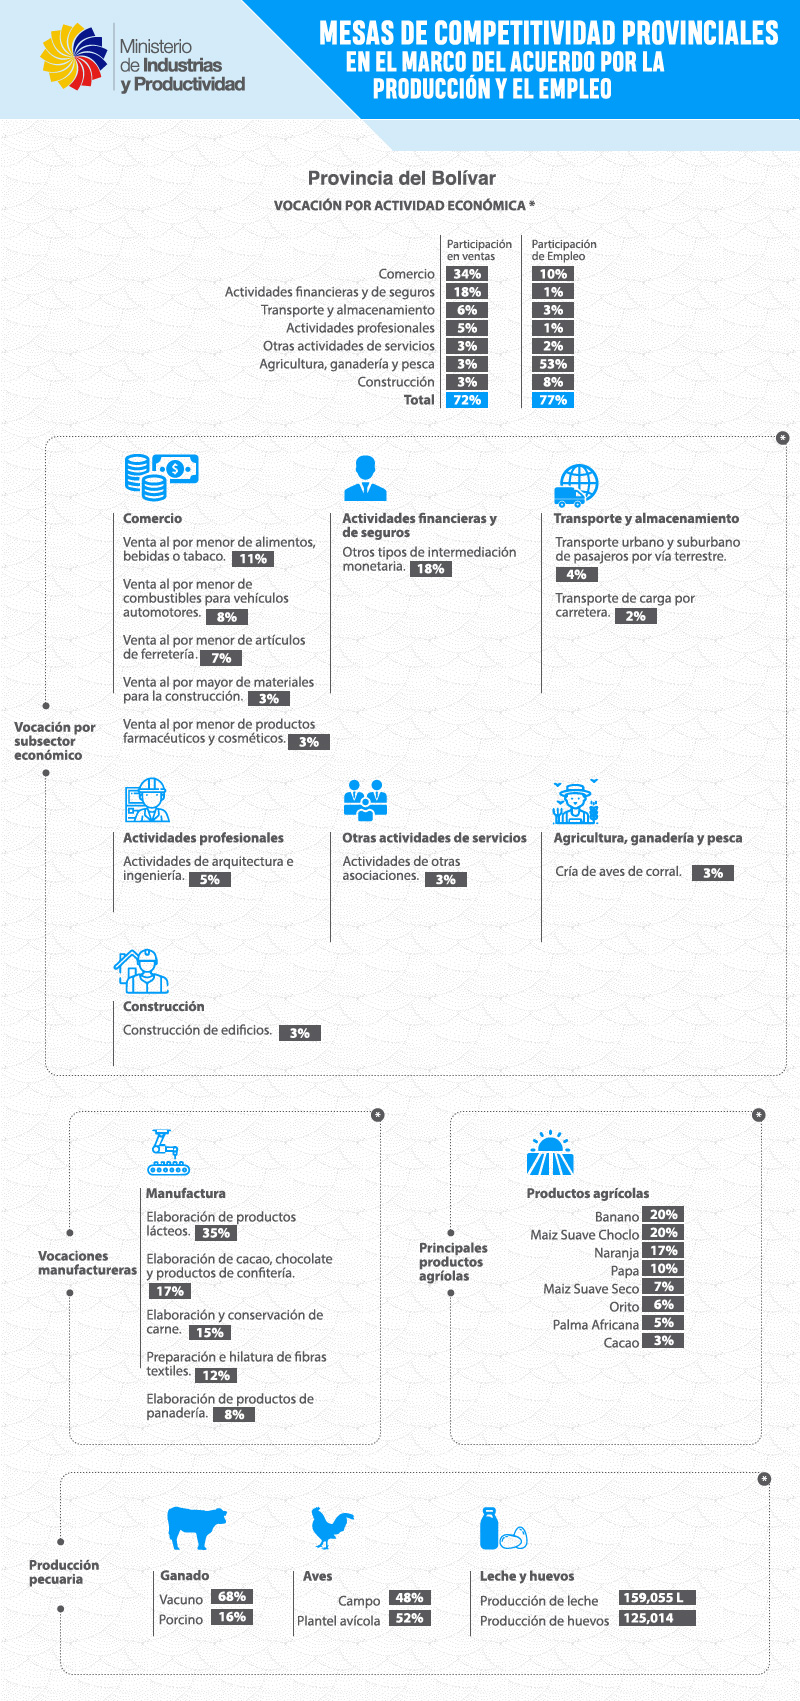 Ministerio
de Industrias
y Productividad
MESAS DE COMPETITIVIDAD PROVINCIALES
EN EL MARCO DEL ACUERDO POR LA
PRODUCCIÓN Y EL EMPLEO
Provincia del Bolívar
VOCACIÓN POR ACTIVIDAD ECONÓMICA *
Participación en ventas Participación de Empleo
Comercio 34% 10%
Actividades financieras y de seguros 18% 1%
Transporte y almacenamiento 6% 3%
Actividades profesionales 5% 1%
Otras actividades de servicios 3% 2%
Agricultura, ganadería y pesca 3% 53%
Construcción 3% 8%
Total 72% 77%
*
Vocación por
subsector
económico
Comercio
Venta al por menor de alimentos,
bebidas o tabaco. 11%
Venta al por menor de
combustibles para vehículos
automotores. 8%
Venta al por menor de artículos
de ferretería. 7%
Venta al por mayor de materiales
para la construcción. 3%
Venta al por menor de productos
farmacéuticos y cosméticos. 3%
Actividades financieras y
de seguros
Otros tipos de intermediación
monetaria. 18%
Transporte y almacenamiento
Transporte urbano y suburbano
de pasajeros por vía terrestre.
4%
Transporte de carga por
carretera. 2%
Actividades profesionales
Actividades de arquitectura e
ingeniería. 5%
Otras actividades de servicios
Actividades de otras
asociaciones. 3%
Agricultura, ganadería y pesca
Cría de aves de corral. 3%
Construcción
Construcción de edificios. 3%
*
Vocaciones
manufactureras
Manufactura
Elaboración de productos
lácteos. 35%
Elaboración de cacao, chocolate
y productos de confitería.
17%
Elaboración y conservación de
carne. 15%
Preparación e hilatura de fibras
textiles. 12%
Elaboración de productos de
panadería. 8%
*
Principales
productos
agríolas
Productos agrícolas
Banano 20%
Maiz Suave Choclo 20%
Naranja 17%
Papa 10%
Maiz Suave Seco 7%
Orito 6%
Palma Africana 5%
Cacao 3%
*
Producción
pecuaria
Ganado
Vacuno 68%
Porcino 16%
Aves
Campo 48%
Plantel avícola 52%
Leche y huevos
Producción de leche 159,055 L
Producción de huevos 125,014